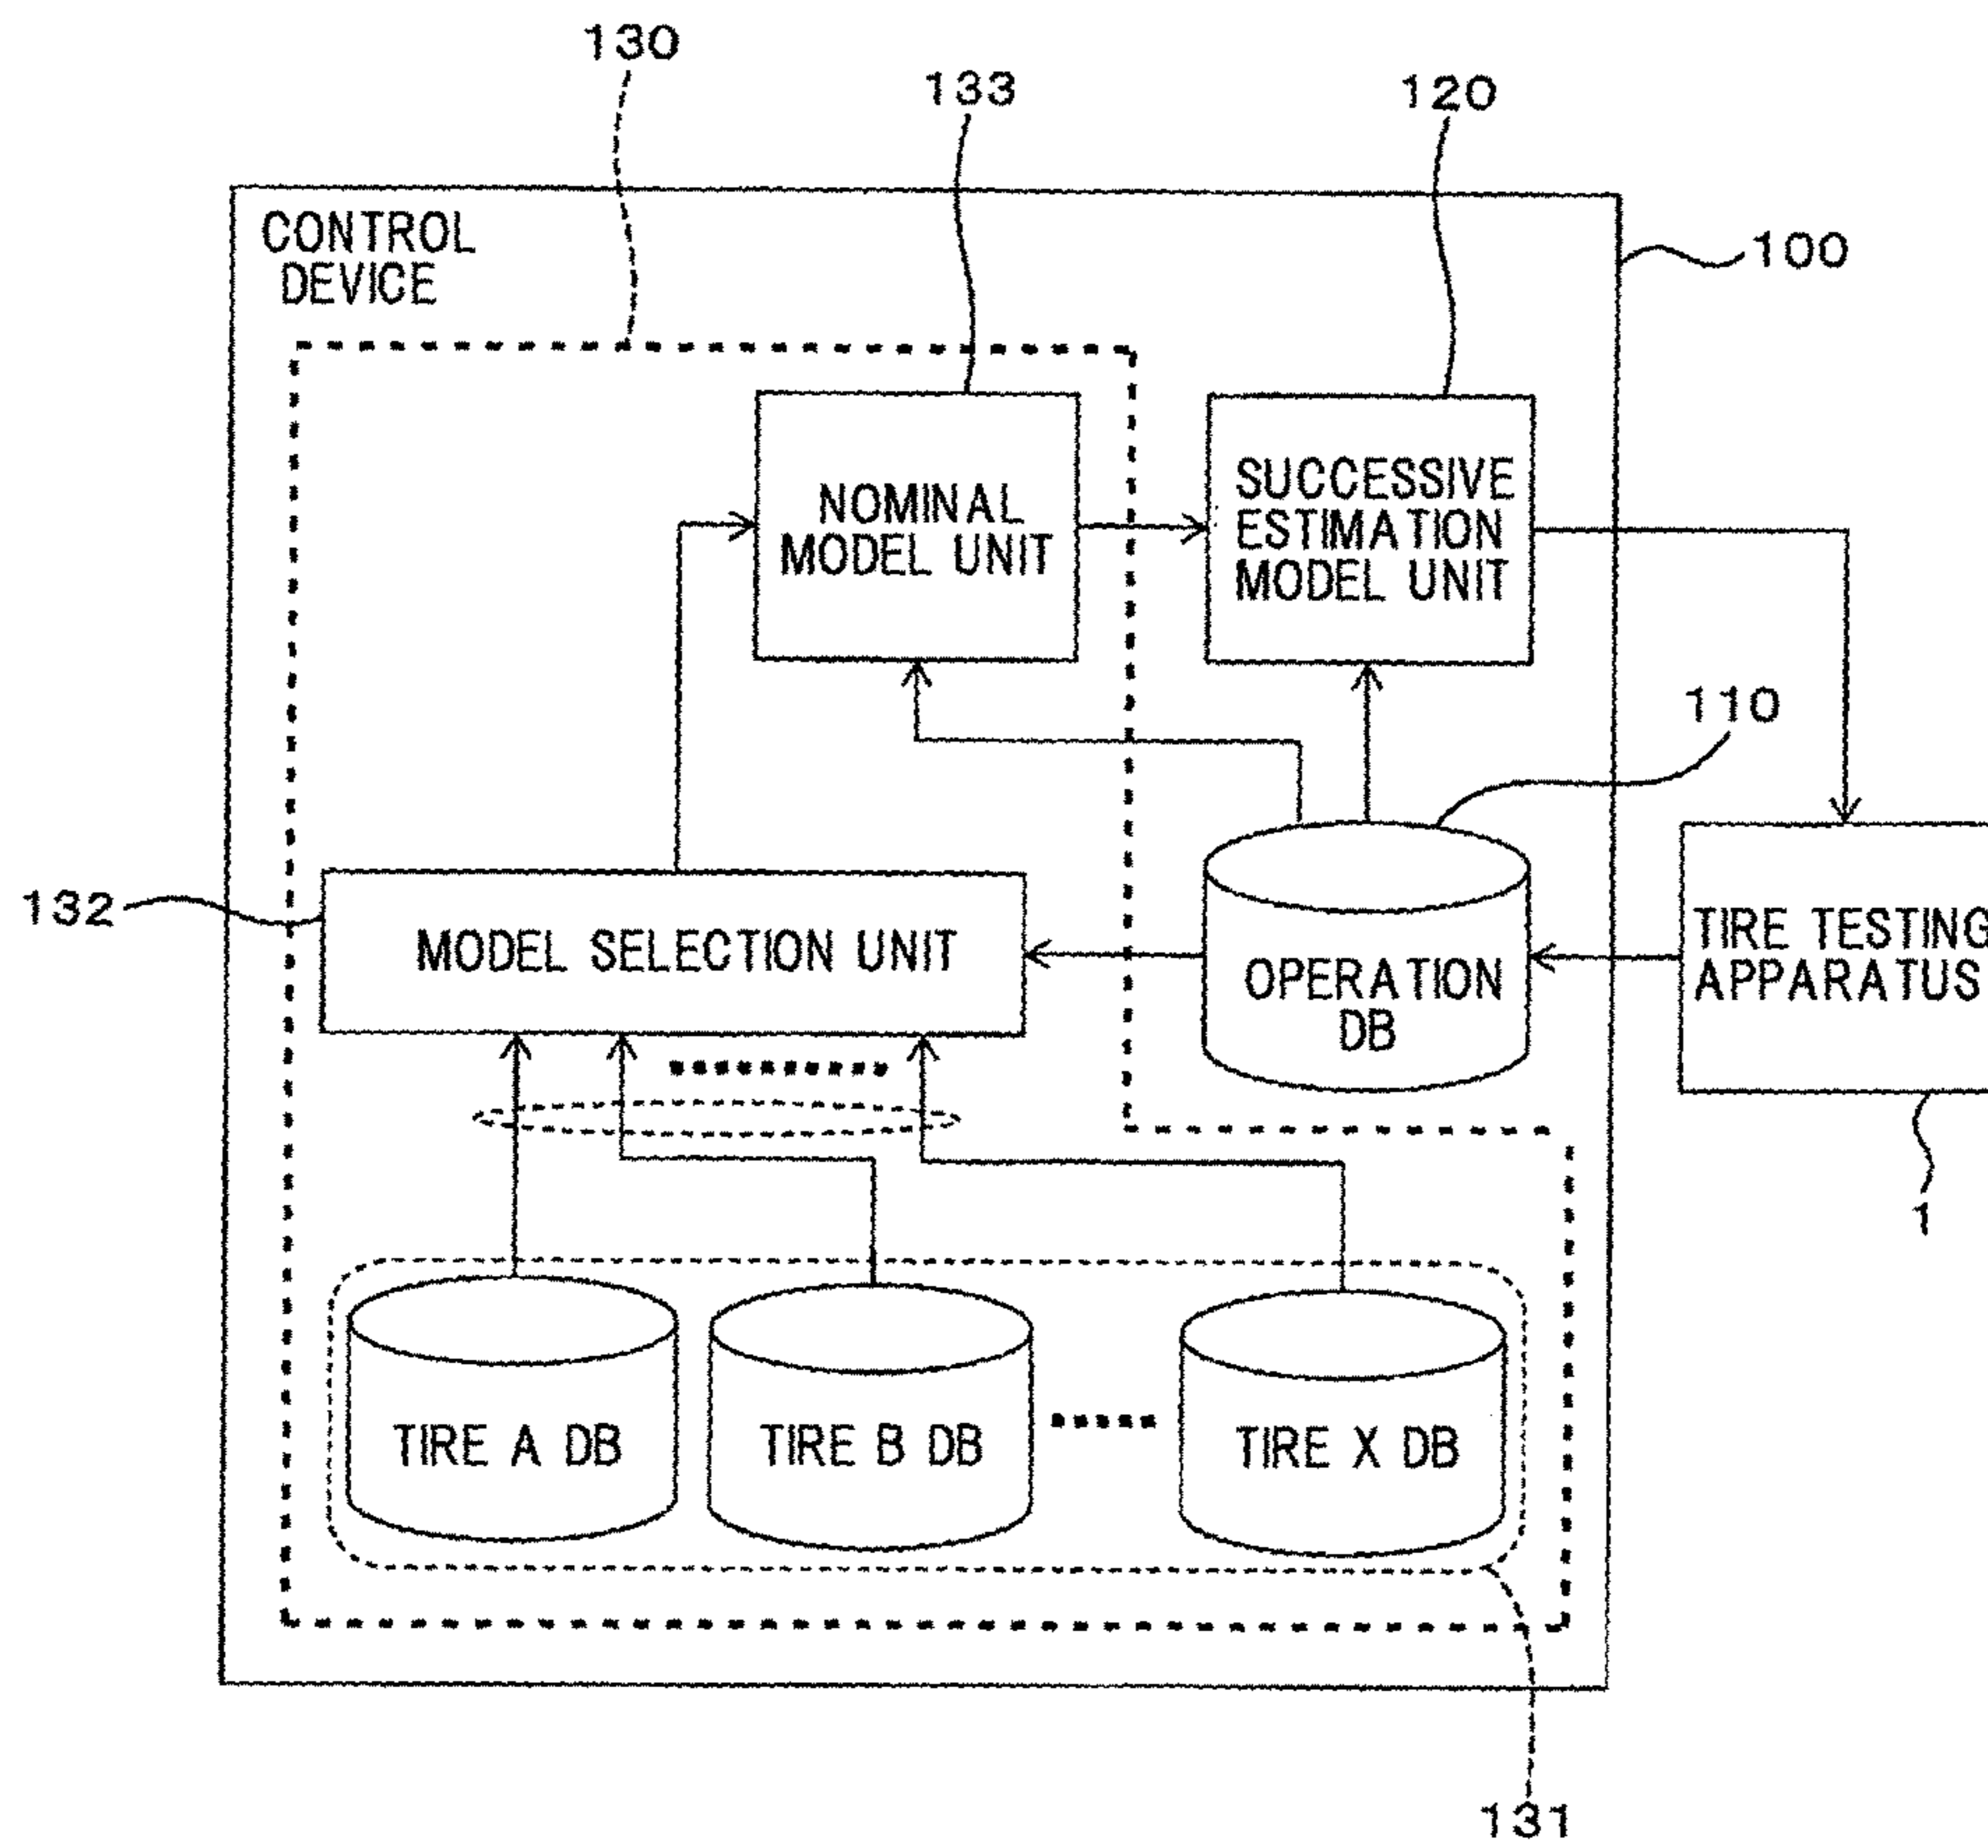 130
133
120
CONTROL
DEVICE
100
NOMINAL
MODEL UNIT
SUCCESSIVE
ESTIMATION
MODEL UNIT
110
132
MODEL SELECTION UNIT
OPERATION
DB
TIRE TESTING
APPARATUS
1
TIRE A DB
TIRE B DB
TIRE X DB
131